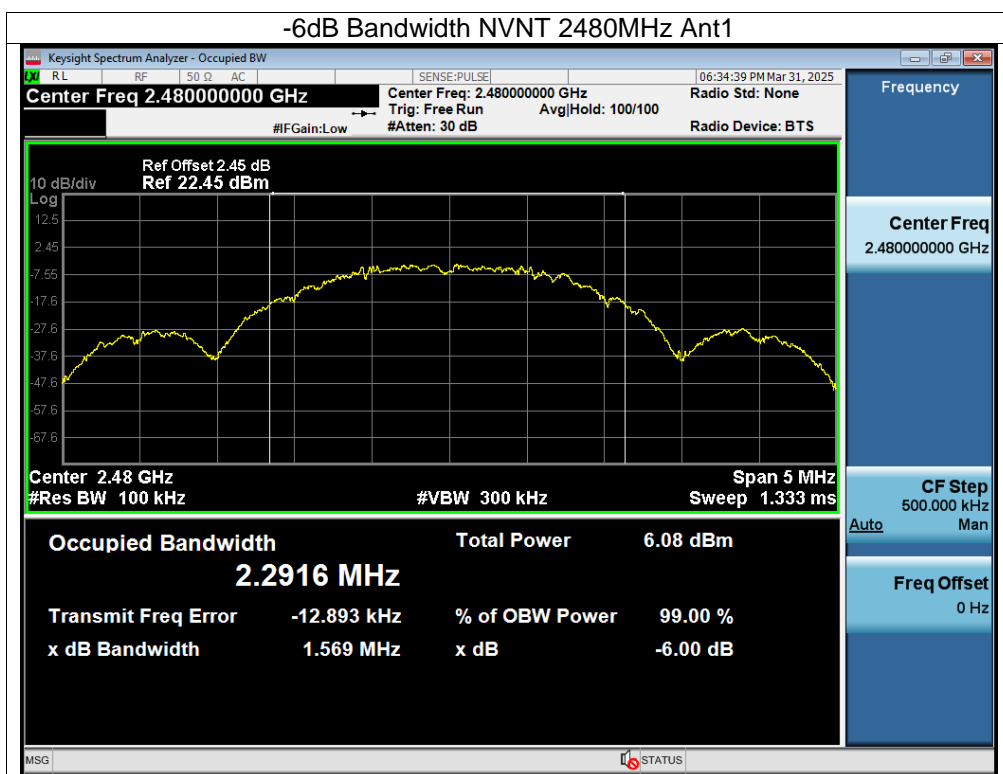 -6dB Bandwidth NVNT 2480MHz Ant1
Keysight Spectrum Analyzer - Occupied BW
LXI RL RF 50 Ω AC SENSE:PULSE 06:34:39 PM Mar 31, 2025
Center Freq 2.480000000 GHz Center Freq: 2.480000000 GHz Radio Std: None
Trig: Free Run Avg|Hold: 100/100
#IFGain:Low #Atten: 30 dB Radio Device: BTS
Ref Offset 2.45 dB
10 dB/div Ref 22.45 dBm
Log
12.5
2.45
-7.55
-17.6
-27.6
-37.6
-47.6
-57.6
-67.6
Center 2.48 GHz Span 5 MHz
#Res BW 100 kHz #VBW 300 kHz Sweep 1.333 ms
Occupied Bandwidth Total Power 6.08 dBm
2.2916 MHz
Transmit Freq Error -12.893 kHz % of OBW Power 99.00 %
x dB Bandwidth 1.569 MHz x dB -6.00 dB
Frequency
Center Freq
2.480000000 GHz
CF Step
500.000 kHz
Auto Man
Freq Offset
0 Hz
MSG STATUS